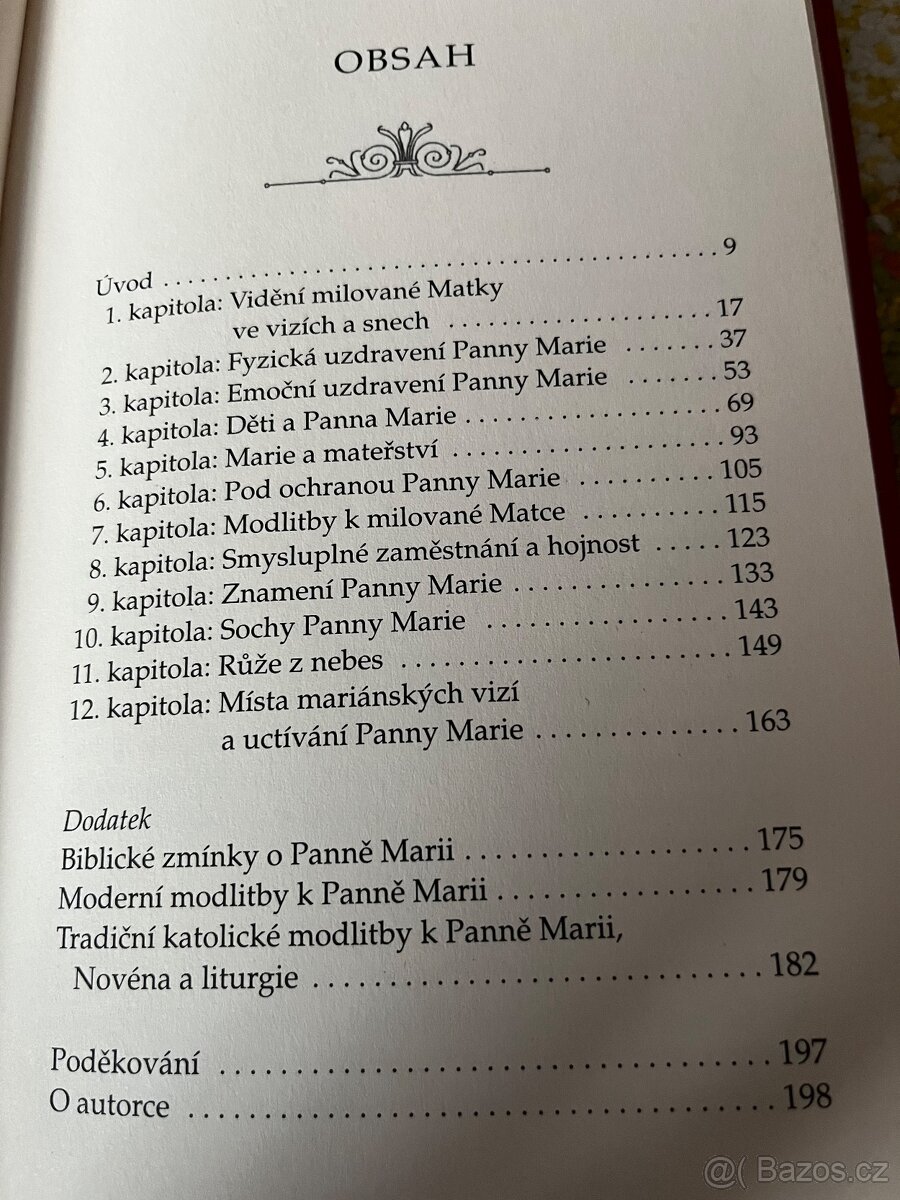 OBSAH
Úvod . . . . . . . . . . . . . . . . . . . . . . . . . . . . . . . . . . . . 9
1. kapitola: Vidění milované Matky
ve vizích a snech . . . . . . . . . . . . . . . . . 17
2. kapitola: Fyzická uzdravení Panny Marie . . . . . . . 37
3. kapitola: Emoční uzdravení Panny Marie . . . . . . . 53
4. kapitola: Děti a Panna Marie . . . . . . . . . . . . . . . . . 69
5. kapitola: Marie a mateřství . . . . . . . . . . . . . . . . . . 93
6. kapitola: Pod ochranou Panny Marie . . . . . . . . . . 105
7. kapitola: Modlitby k milované Matce . . . . . . . . . 115
8. kapitola: Smysluplné zaměstnání a hojnost . . . . . 123
9. kapitola: Znamení Panny Marie . . . . . . . . . . . . . . 133
10. kapitola: Sochy Panny Marie . . . . . . . . . . . . . . . . 143
11. kapitola: Růže z nebes . . . . . . . . . . . . . . . . . . . . . 149
12. kapitola: Místa mariánských vizí
a uctívání Panny Marie . . . . . . . . . . . . . 163
Dodatek
Biblické zmínky o Panně Marii . . . . . . . . . . . . . . . . . . . 175
Moderní modlitby k Panně Marii . . . . . . . . . . . . . . . . . 179
Tradiční katolické modlitby k Panně Marii,
Novéna a liturgie . . . . . . . . . . . . . . . . . . . . . . . . . . . . . 182
Poděkování . . . . . . . . . . . . . . . . . . . . . . . . . . . . . . . . . . . 197
O autorce . . . . . . . . . . . . . . . . . . . . . . . . . . . . . . . . . . . . . 198
@( Bazos.cz